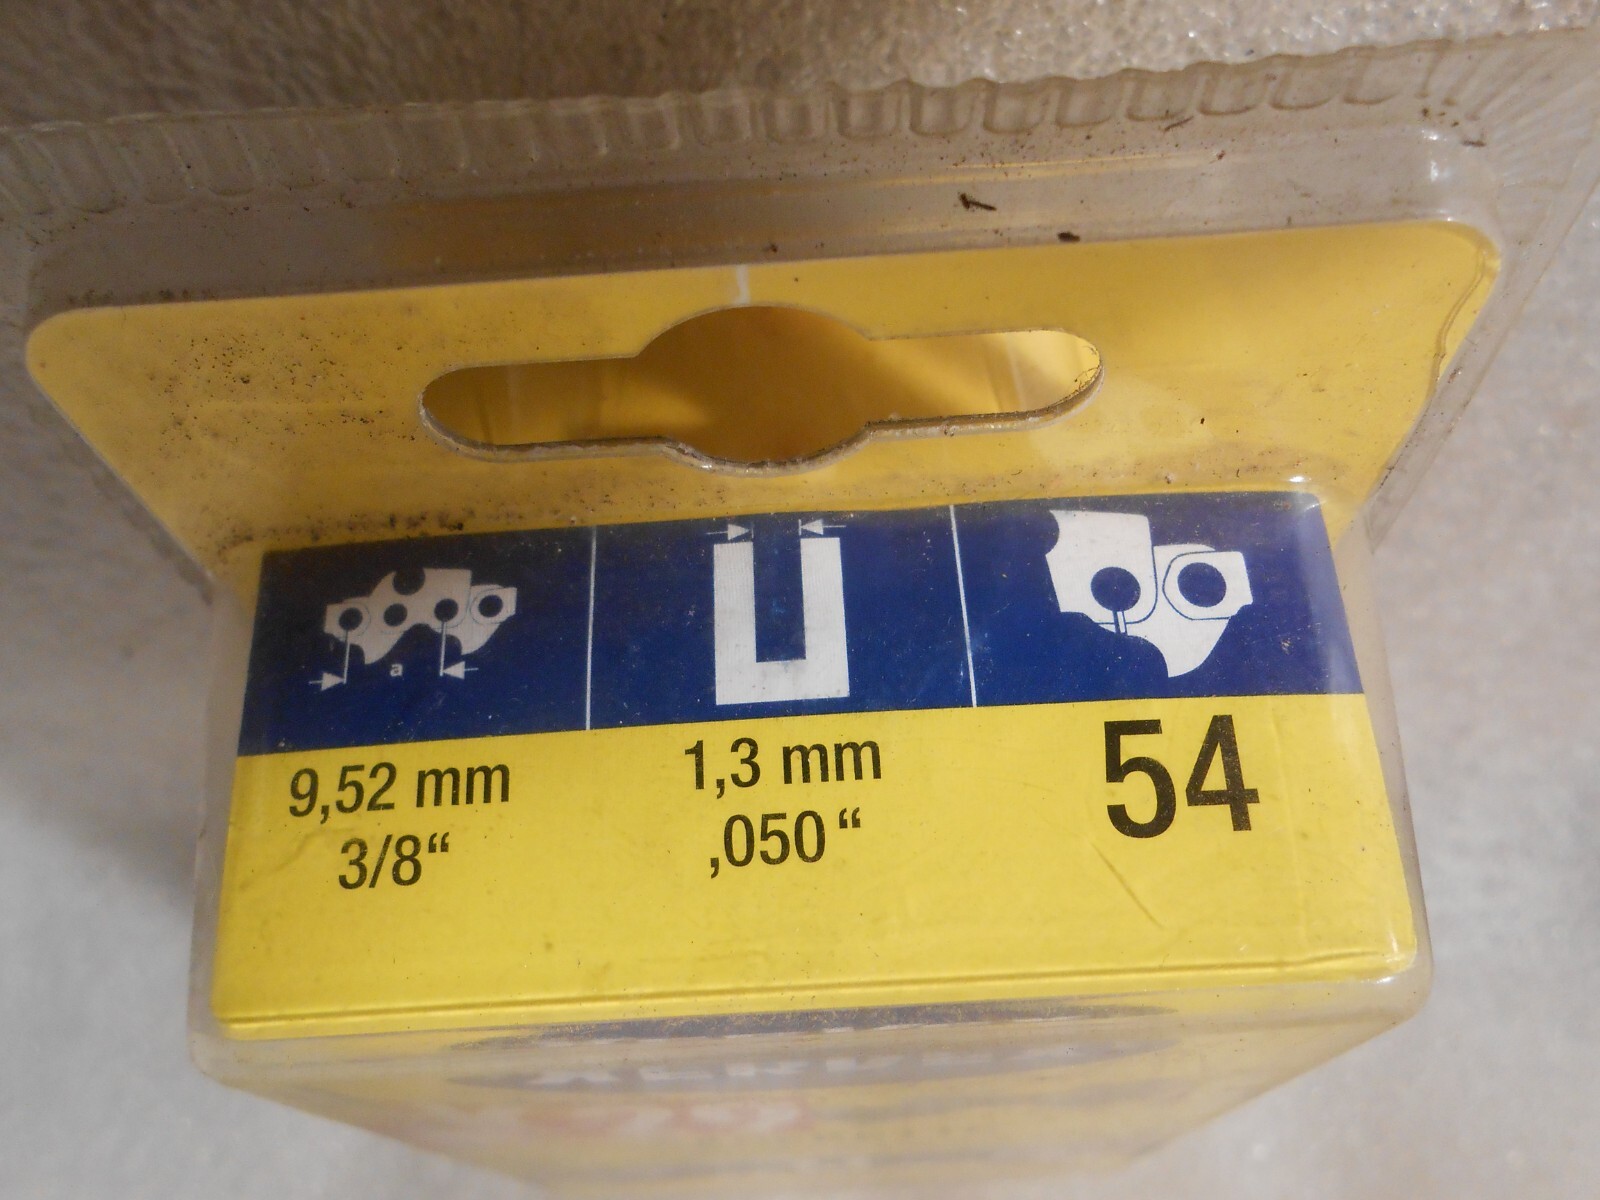 a
9,52 mm
3/8“
1,3 mm
,050 “
54